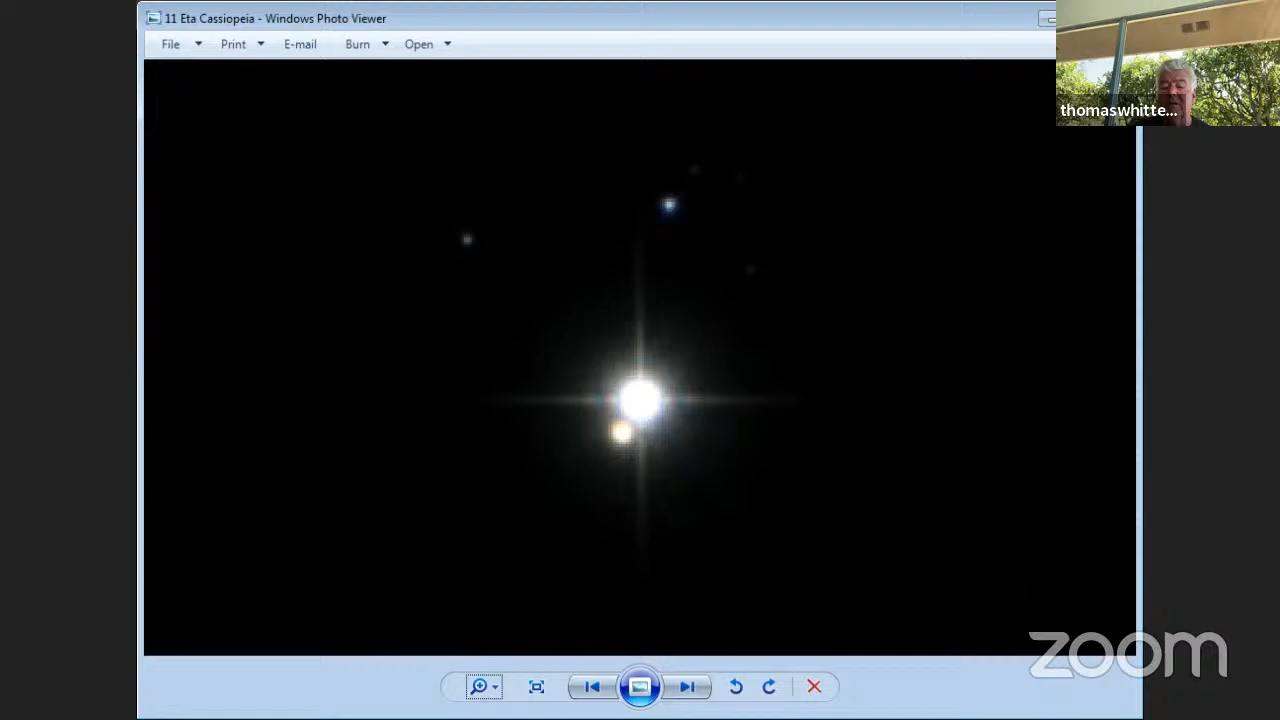 11 Eta Cassiopeia - Windows Photo Viewer
File Print E-mail Burn Open
thomaswhitte...
zoom